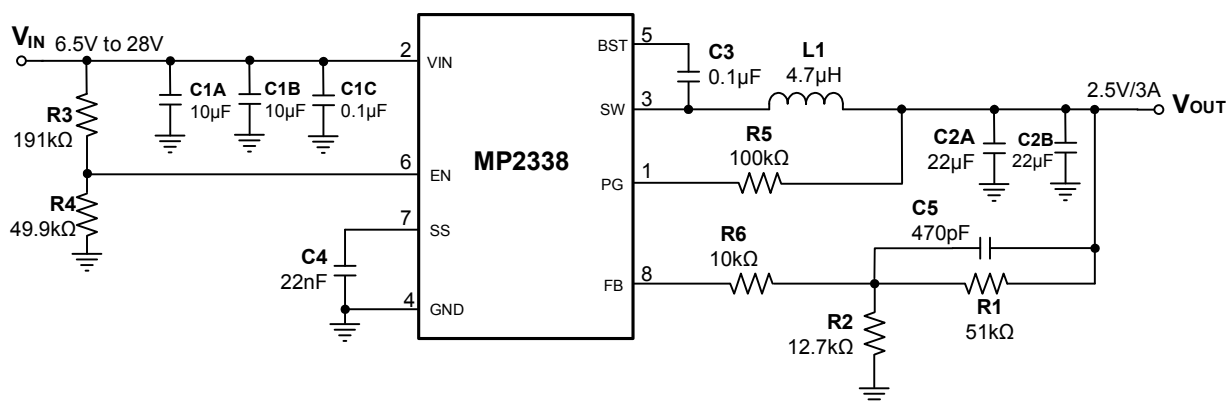 VIN 6.5V to 28V
2 VIN
C1A
10µF
C1B
10µF
C1C
0.1µF
R3
191kΩ
6 EN
R4
49.9kΩ
7 SS
C4
22nF
4 GND
MP2338
BST 5
C3
0.1µF
L1
4.7µH
SW 3
2.5V/3A
VOUT
R5
100kΩ
PG 1
C2A
22µF
C2B
22µF
C5
470pF
R6
10kΩ
FB 8
R1
51kΩ
R2
12.7kΩ